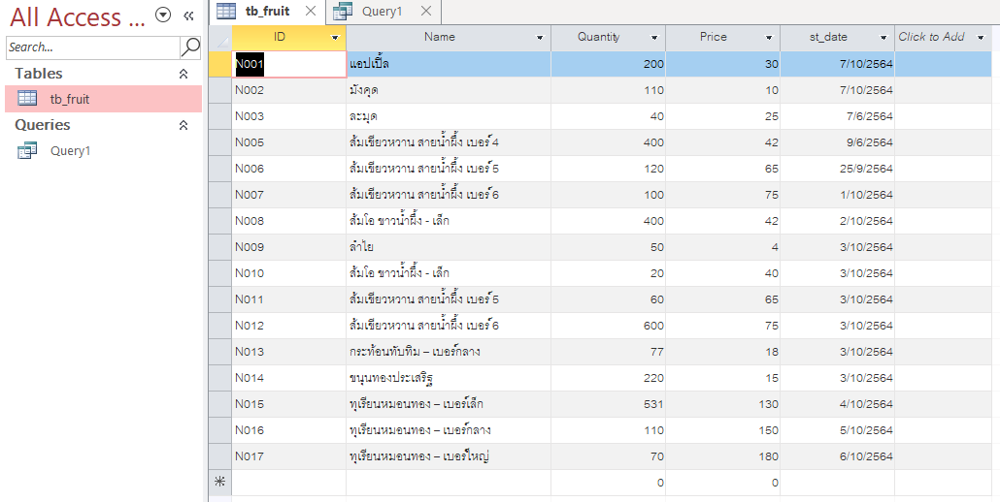 All Access ...
Search...
Tables
tb_fruit
Queries
Query1
tb_fruit Query1
ID Name Quantity Price st_date Click to Add
N001 แอปเปิ้ล 200 30 7/10/2564
N002 มังคุด 110 10 7/10/2564
N003 ละมุด 40 25 7/6/2564
N005 ส้มเขียวหวาน สายน้ำผึ้ง เบอร์ 4 400 42 9/6/2564
N006 ส้มเขียวหวาน สายน้ำผึ้ง เบอร์ 5 120 65 25/9/2564
N007 ส้มเขียวหวาน สายน้ำผึ้ง เบอร์ 6 100 75 1/10/2564
N008 ส้มโอ ขาวน้ำผึ้ง - เล็ก 400 42 2/10/2564
N009 ลำไย 50 4 3/10/2564
N010 ส้มโอ ขาวน้ำผึ้ง - เล็ก 20 40 3/10/2564
N011 ส้มเขียวหวาน สายน้ำผึ้ง เบอร์ 5 60 65 3/10/2564
N012 ส้มเขียวหวาน สายน้ำผึ้ง เบอร์ 6 600 75 3/10/2564
N013 กระท้อนทับทิม – เบอร์กลาง 77 18 3/10/2564
N014 ขนุนทองประเสริฐ 220 15 3/10/2564
N015 ทุเรียนหมอนทอง – เบอร์เล็ก 531 130 4/10/2564
N016 ทุเรียนหมอนทอง – เบอร์กลาง 110 150 5/10/2564
N017 ทุเรียนหมอนทอง – เบอร์ใหญ่ 70 180 6/10/2564
0 0